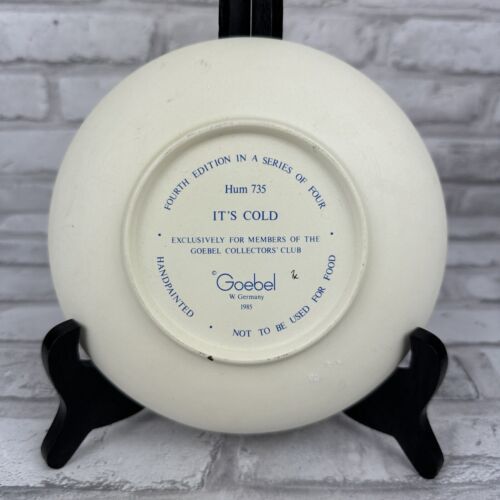 FOURTH EDITION IN A SERIES OF FOUR
Hum 735
IT'S COLD
• EXCLUSIVELY FOR MEMBERS OF THE •
GOEBEL COLLECTORS' CLUB
© Goebel
W. Germany
1985
HANDPAINTED • NOT TO BE USED FOR FOOD